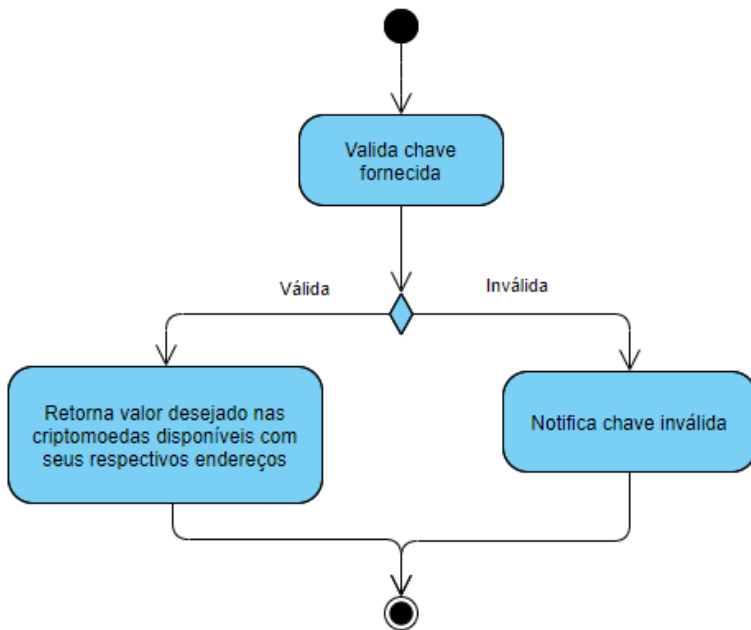 Valida chave
fornecida
Válida
Inválida
Retorna valor desejado nas
criptomoedas disponíveis com
seus respectivos endereços
Notifica chave inválida